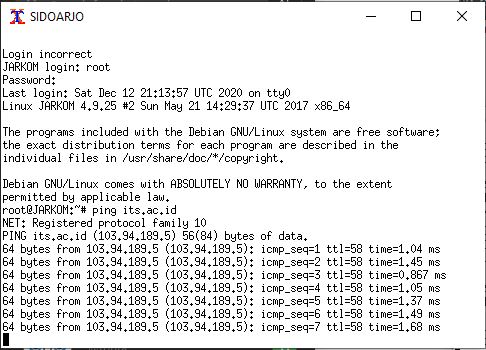 SIDOARJO
Login incorrect
JARKOM login: root
Password:
Last login: Sat Dec 12 21:13:57 UTC 2020 on tty0
Linux JARKOM 4.9.25 #2 Sun May 21 14:29:37 UTC 2017 x86_64
The programs included with the Debian GNU/Linux system are free software;
the exact distribution terms for each program are described in the
individual files in /usr/share/doc/*/copyright.
Debian GNU/Linux comes with ABSOLUTELY NO WARRANTY, to the extent
permitted by applicable law.
root@JARKOM:~# ping its.ac.id
NET: Registered protocol family 10
PING its.ac.id (103.94.189.5) 56(84) bytes of data.
64 bytes from 103.94.189.5 (103.94.189.5): icmp_seq=1 ttl=58 time=1.04 ms
64 bytes from 103.94.189.5 (103.94.189.5): icmp_seq=2 ttl=58 time=1.45 ms
64 bytes from 103.94.189.5 (103.94.189.5): icmp_seq=3 ttl=58 time=0.867 ms
64 bytes from 103.94.189.5 (103.94.189.5): icmp_seq=4 ttl=58 time=1.05 ms
64 bytes from 103.94.189.5 (103.94.189.5): icmp_seq=5 ttl=58 time=1.37 ms
64 bytes from 103.94.189.5 (103.94.189.5): icmp_seq=6 ttl=58 time=1.49 ms
64 bytes from 103.94.189.5 (103.94.189.5): icmp_seq=7 ttl=58 time=1.68 ms